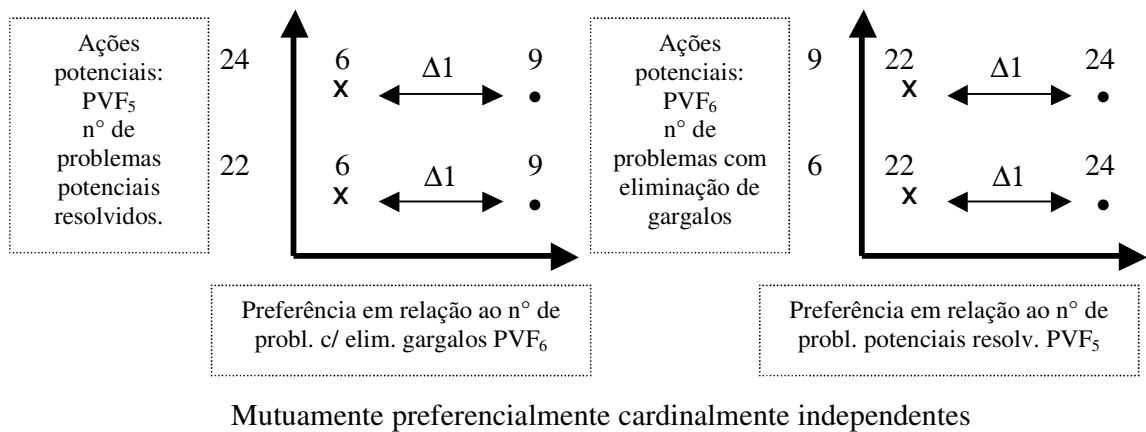 Ações
potenciais:
PVF₅
n° de
problemas
potenciais
resolvidos.
24
6
x
Δ1
9
22
6
x
Δ1
9
Preferência em relação ao n° de
probl. c/ elim. gargalos PVF₆
Ações
potenciais:
PVF₆
n° de
problemas com
eliminação de
gargalos
9
22
x
Δ1
24
6
22
x
Δ1
24
Preferência em relação ao n° de
probl. potenciais resolv. PVF₅
Mutuamente preferencialmente cardinalmente independentes